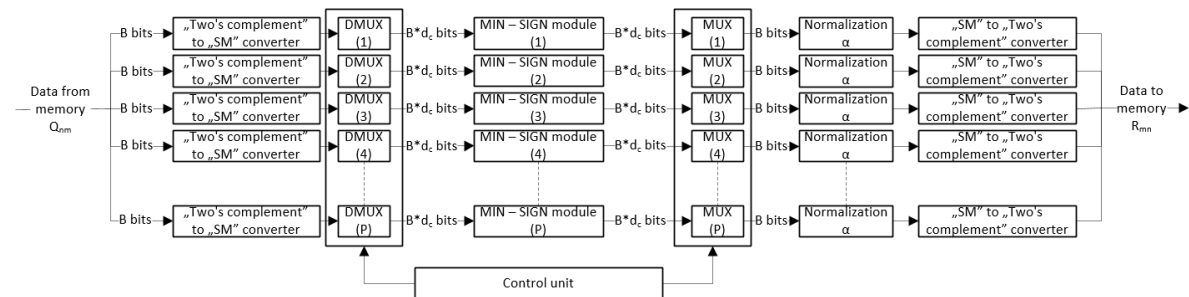 B bits
„Two's complement”
to „SM” converter
DMUX
(1)
B*dc bits
MIN – SIGN module
(1)
B*dc bits
MUX
(1)
B bits
Normalization
α
„SM” to „Two's
complement” converter
B bits
„Two's complement”
to „SM” converter
DMUX
(2)
B*dc bits
MIN – SIGN module
(2)
B*dc bits
MUX
(2)
B bits
Normalization
α
„SM” to „Two's
complement” converter
Data from
memory
Qnm
B bits
„Two's complement”
to „SM” converter
DMUX
(3)
B*dc bits
MIN – SIGN module
(3)
B*dc bits
MUX
(3)
B bits
Normalization
α
„SM” to „Two's
complement” converter
Data to
memory
Rmn
B bits
„Two's complement”
to „SM” converter
DMUX
(4)
B*dc bits
MIN – SIGN module
(4)
B*dc bits
MUX
(4)
B bits
Normalization
α
„SM” to „Two's
complement” converter
B bits
„Two's complement”
to „SM” converter
DMUX
(P)
B*dc bits
MIN – SIGN module
(P)
B*dc bits
MUX
(P)
B bits
Normalization
α
„SM” to „Two's
complement” converter
Control unit